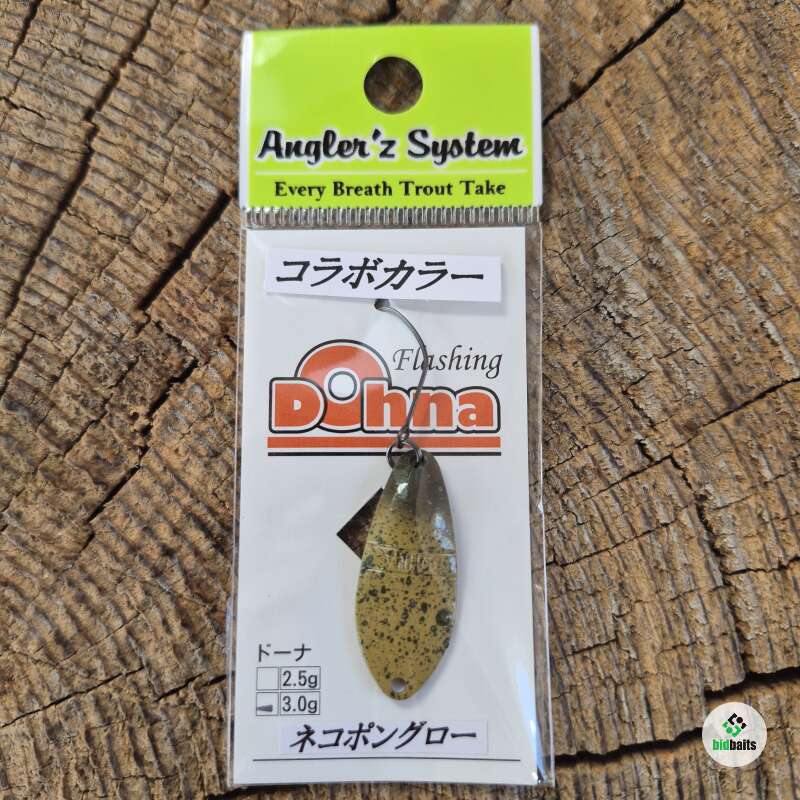 Angler'z System
Every Breath Trout Take
コラボカラー
Flashing
Dohna
ドーナ
2.5g
3.0g
ネコポングロー
bidbaits